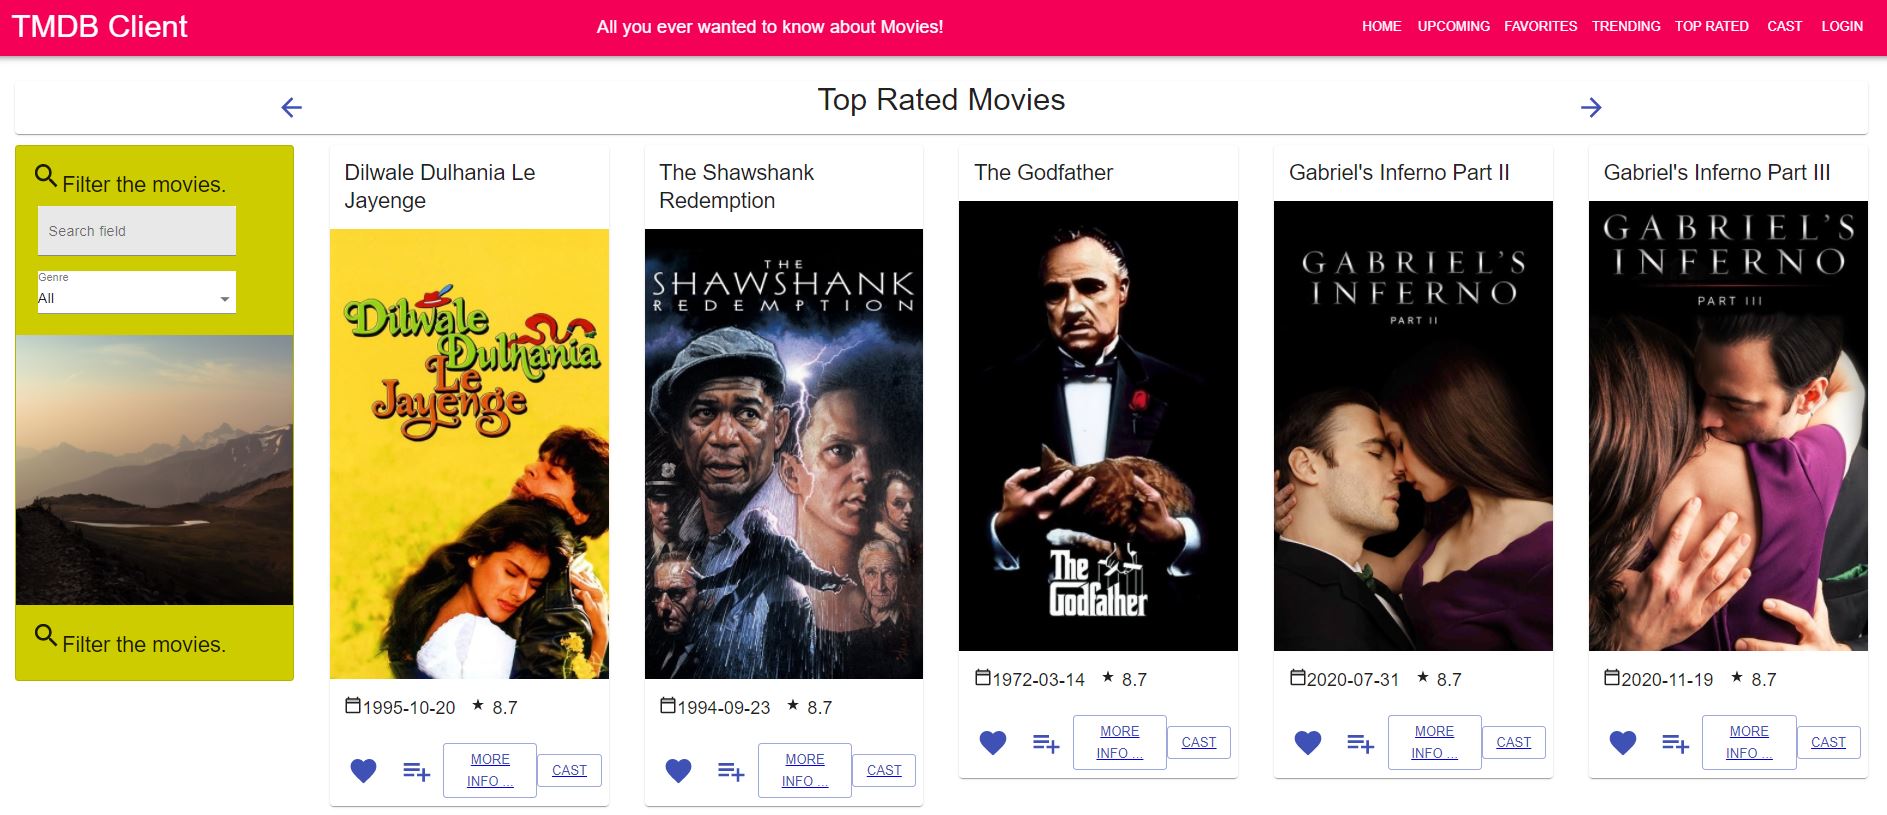 TMDB Client
All you ever wanted to know about Movies!
HOME UPCOMING FAVORITES TRENDING TOP RATED CAST LOGIN
Top Rated Movies
Filter the movies.
Search field
Genre
All
Filter the movies.
Dilwale Dulhania Le
Jayenge
Dilwale
Dulhania
Le
Jayenge
1995-10-20 ★ 8.7
MORE
INFO ...
CAST
The Shawshank
Redemption
THE
SHAWSHANK
REDEMPTION
1994-09-23 ★ 8.7
MORE
INFO ...
CAST
The Godfather
The
Godfather
1972-03-14 ★ 8.7
MORE
INFO ...
CAST
Gabriel's Inferno Part II
GABRIEL'S
INFERNO
PART II
2020-07-31 ★ 8.7
MORE
INFO ...
CAST
Gabriel's Inferno Part III
GABRIEL'S
INFERNO
PART III
2020-11-19 ★ 8.7
MORE
INFO ...
CAST